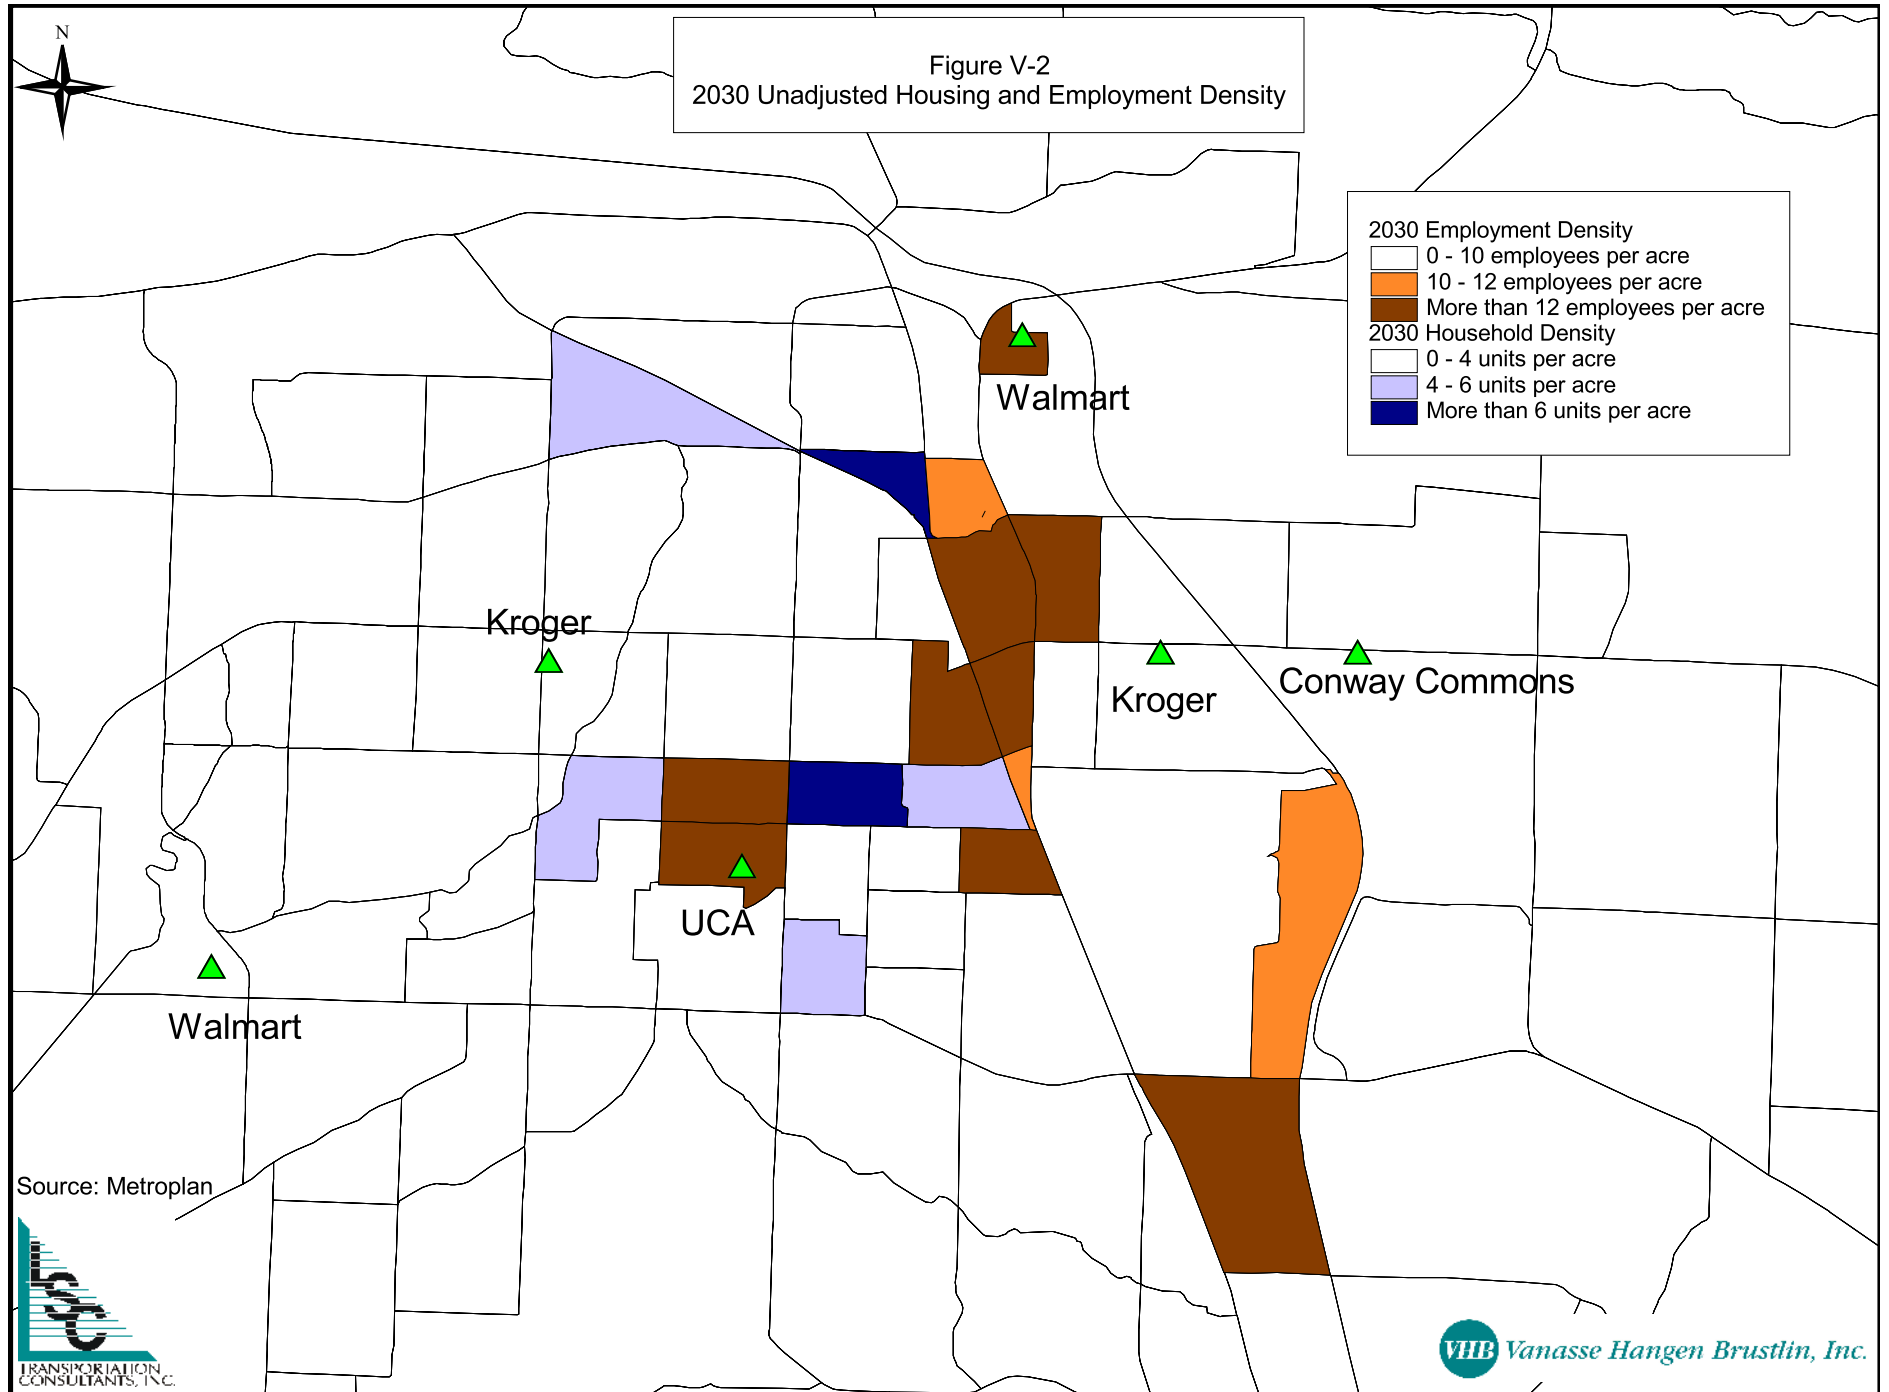 N
Figure V-2
2030 Unadjusted Housing and Employment Density
2030 Employment Density
0 - 10 employees per acre
10 - 12 employees per acre
More than 12 employees per acre
2030 Household Density
0 - 4 units per acre
4 - 6 units per acre
More than 6 units per acre
Walmart
Kroger
Kroger
Conway Commons
UCA
Walmart
Source: Metroplan
LSC
TRANSPORTATION
CONSULTANTS, INC.
VHB Vanasse Hangen Brustlin, Inc.